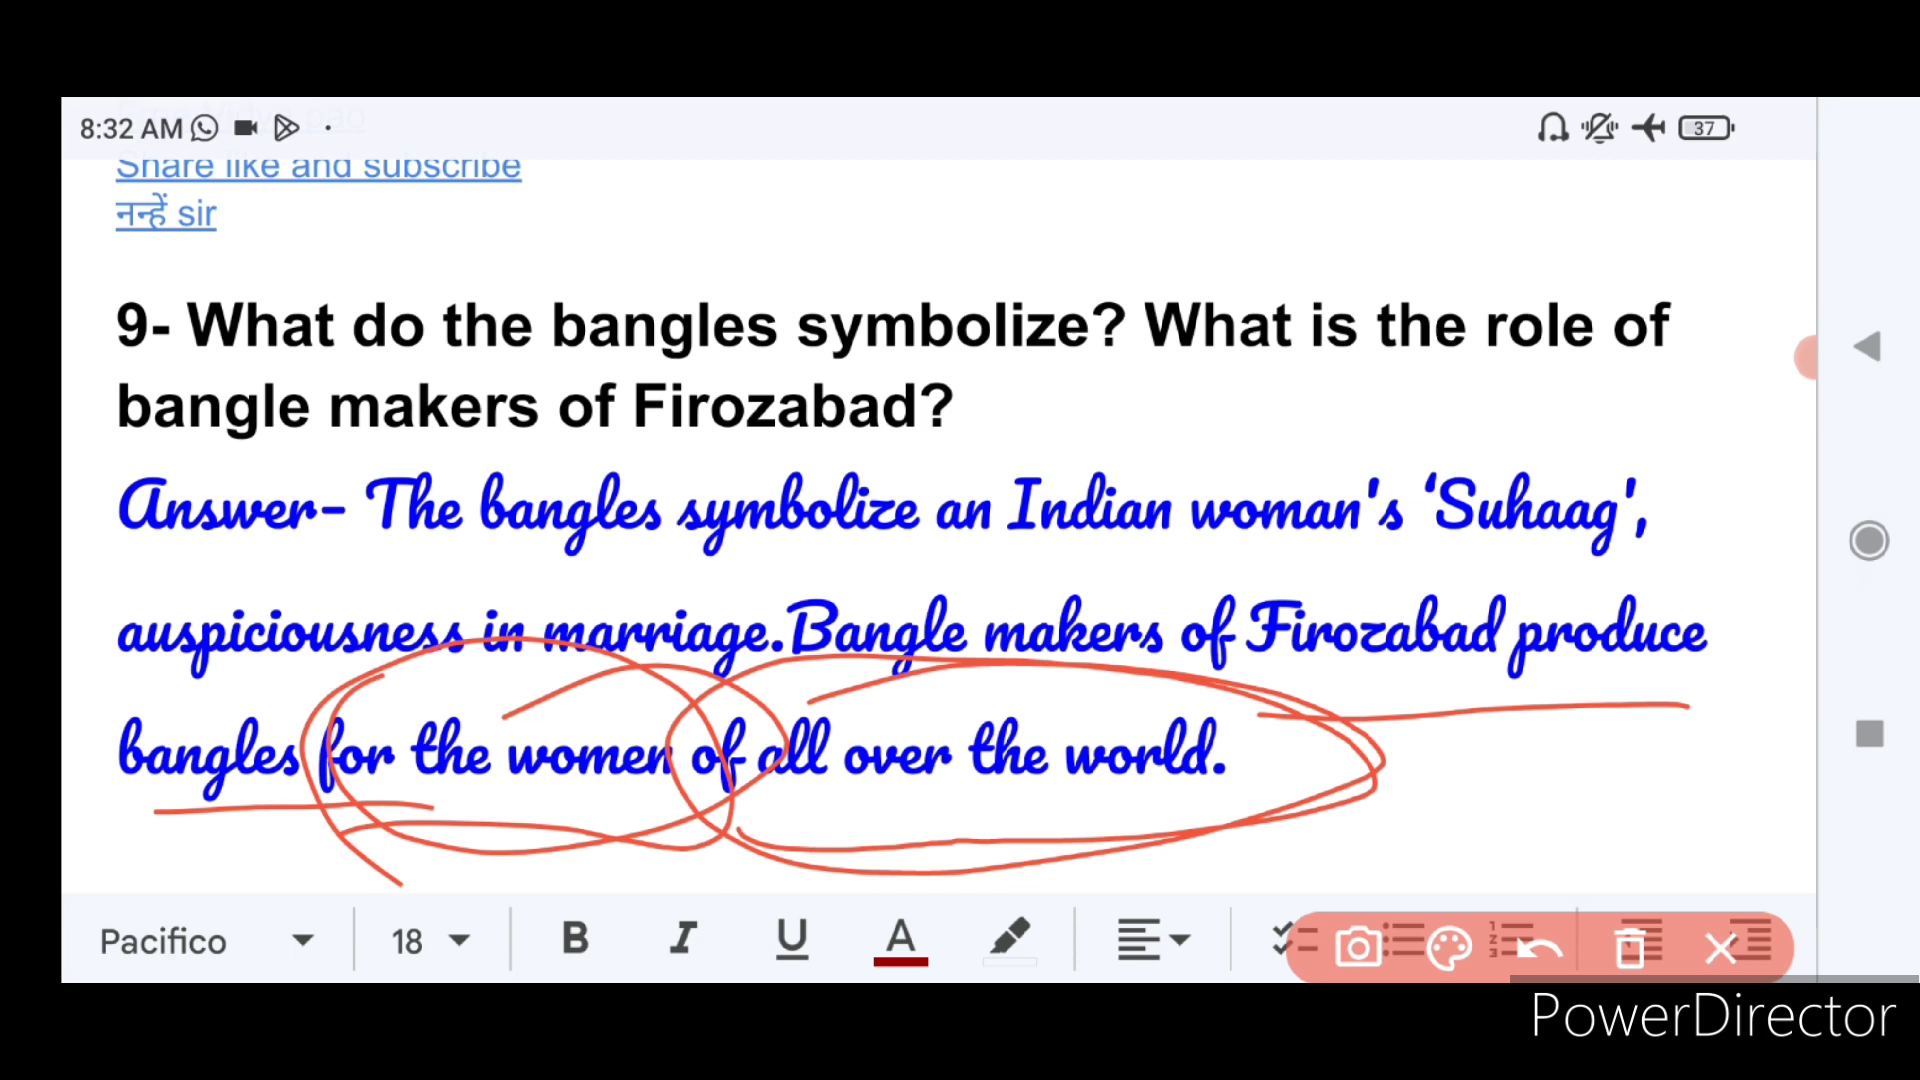 8:32 AM
37
Share like and subscribe
नन्हें sir
9- What do the bangles symbolize? What is the role of
bangle makers of Firozabad?
Answer- The bangles symbolize an Indian woman's ‘Suhaag',
auspiciousness in marriage.Bangle makers of Firozabad produce
bangles for the women of all over the world.
Pacifico
18
PowerDirector